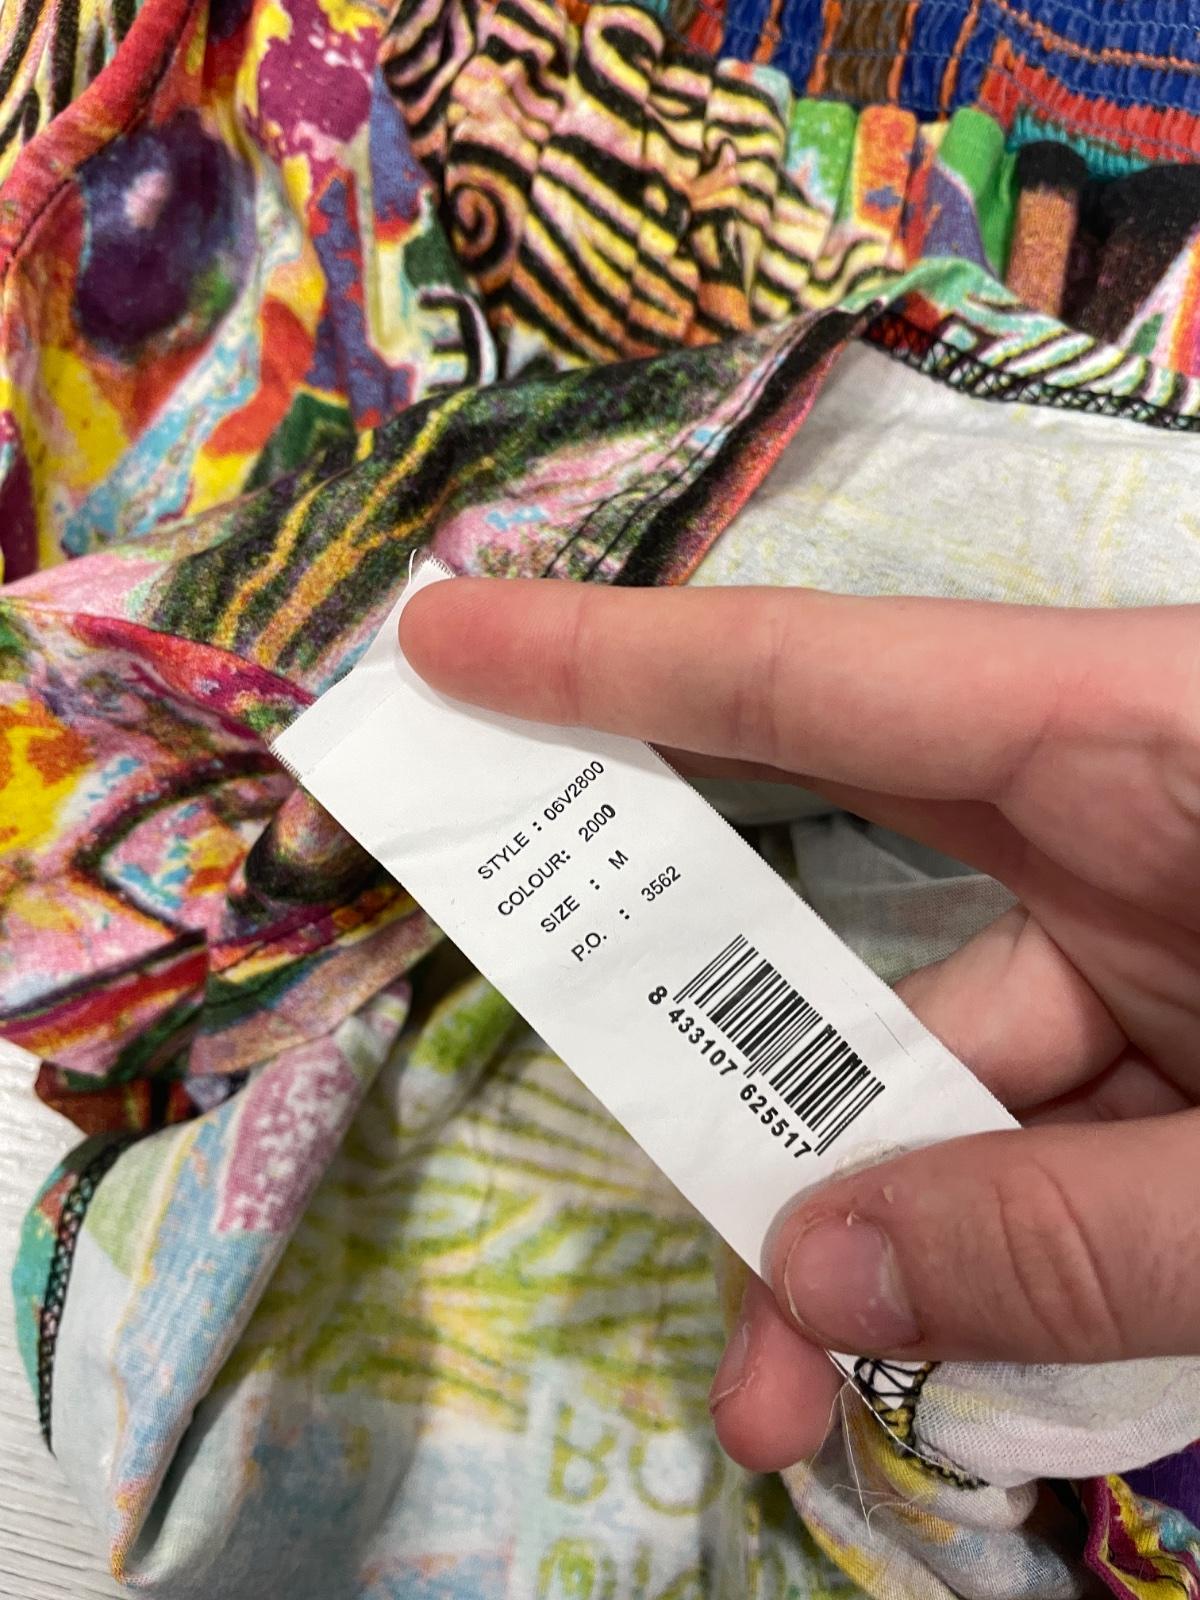 STYLE : 06V2800
COLOUR: 2000
SIZE : M
P.O. : 3562
8 433107 625517